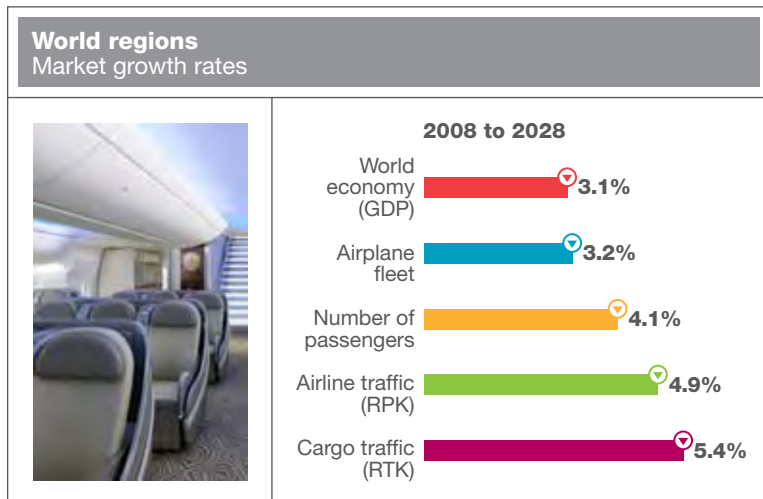 World regions
Market growth rates
2008 to 2028
World
economy
(GDP)
3.1%
Airplane
fleet
3.2%
Number of
passengers
4.1%
Airline traffic
(RPK)
4.9%
Cargo traffic
(RTK)
5.4%